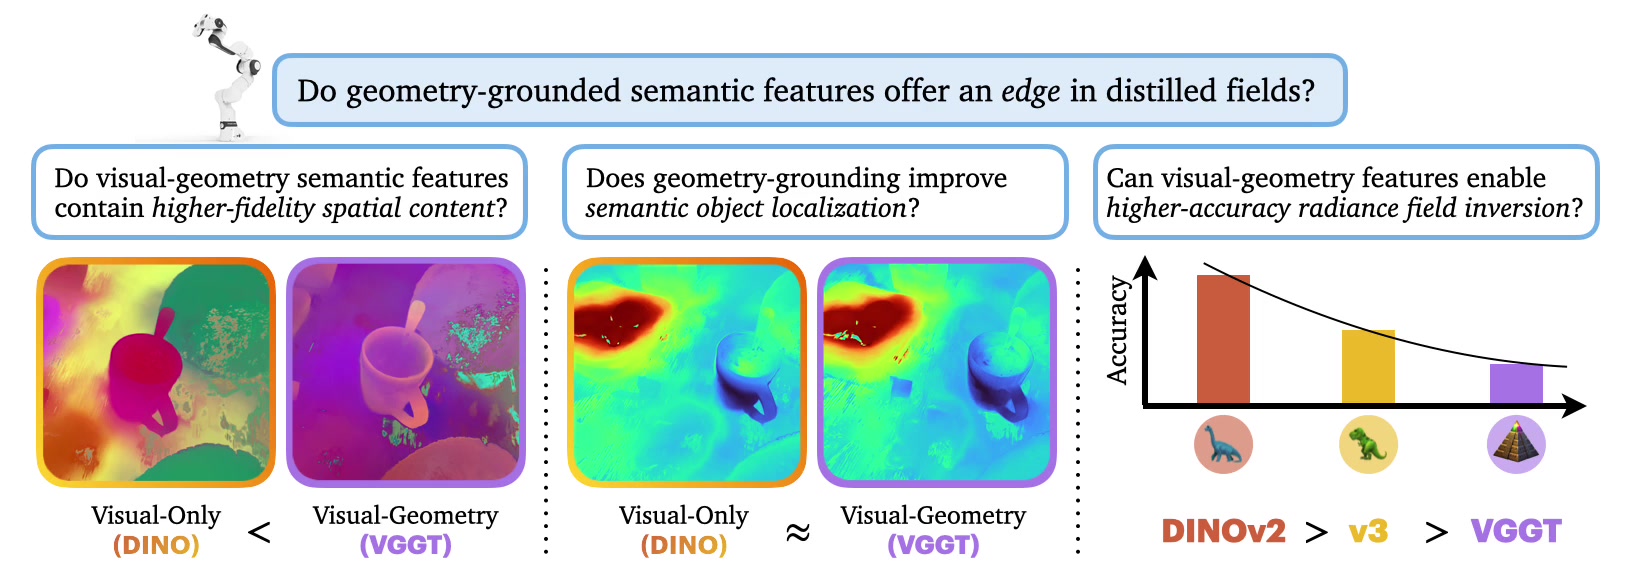 Do geometry-grounded semantic features offer an edge in distilled fields?
Do visual-geometry semantic features
contain higher-fidelity spatial content?
Does geometry-grounding improve
semantic object localization?
Can visual-geometry features enable
higher-accuracy radiance field inversion?
Visual-Only < Visual-Geometry
(DINO) (VGGT)
Visual-Only ≈ Visual-Geometry
(DINO) (VGGT)
Accuracy
DINOv2 > v3 > VGGT